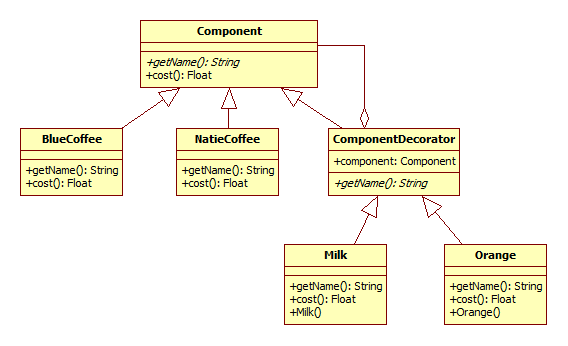 Component
+getName(): String
+cost(): Float
BlueCoffee
+getName(): String
+cost(): Float
NatieCoffee
+getName(): String
+cost(): Float
ComponentDecorator
+component: Component
+getName(): String
Milk
+getName(): String
+cost(): Float
+Milk()
Orange
+getName(): String
+cost(): Float
+Orange()